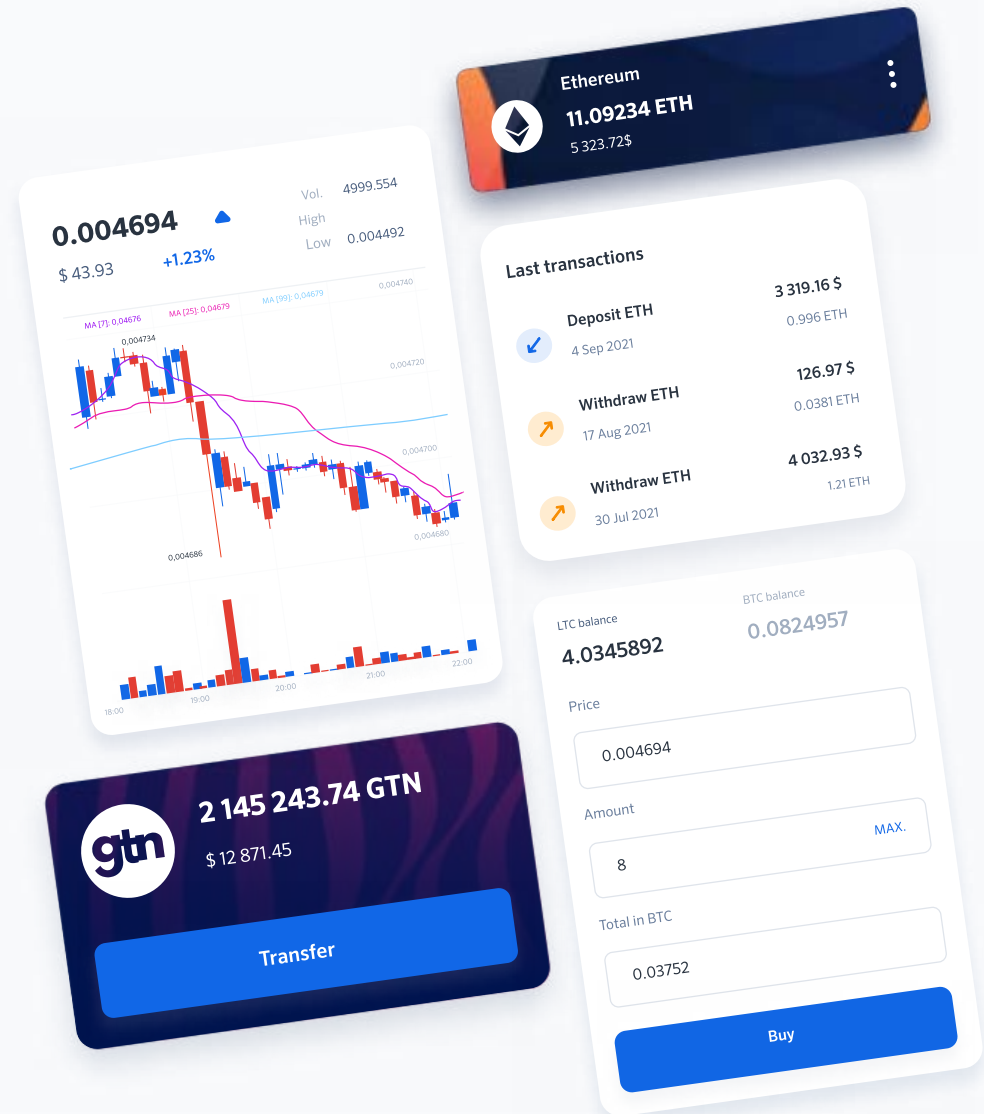 Ethereum
11.09234 ETH
5 323.72$
0.004694
$ 43.93
+1.23%
Vol. 4999.554
High
Low 0.004492
MA [7]: 0,04676
MA [25]: 0,04679
MA [99]: 0,04679
0,004740
0,004734
0,004720
0,004700
0,004680
0,004686
18:00
19:00
20:00
21:00
22:00
Last transactions
Deposit ETH 3 319.16 $
4 Sep 2021 0.996 ETH
Withdraw ETH 126.97 $
17 Aug 2021 0.0381 ETH
Withdraw ETH 4 032.93 $
30 Jul 2021 1.21 ETH
gtn
2 145 243.74 GTN
$ 12 871.45
Transfer
LTC balance
4.0345892
BTC balance
0.0824957
Price
0.004694
Amount
8 MAX.
Total in BTC
0.03752
Buy